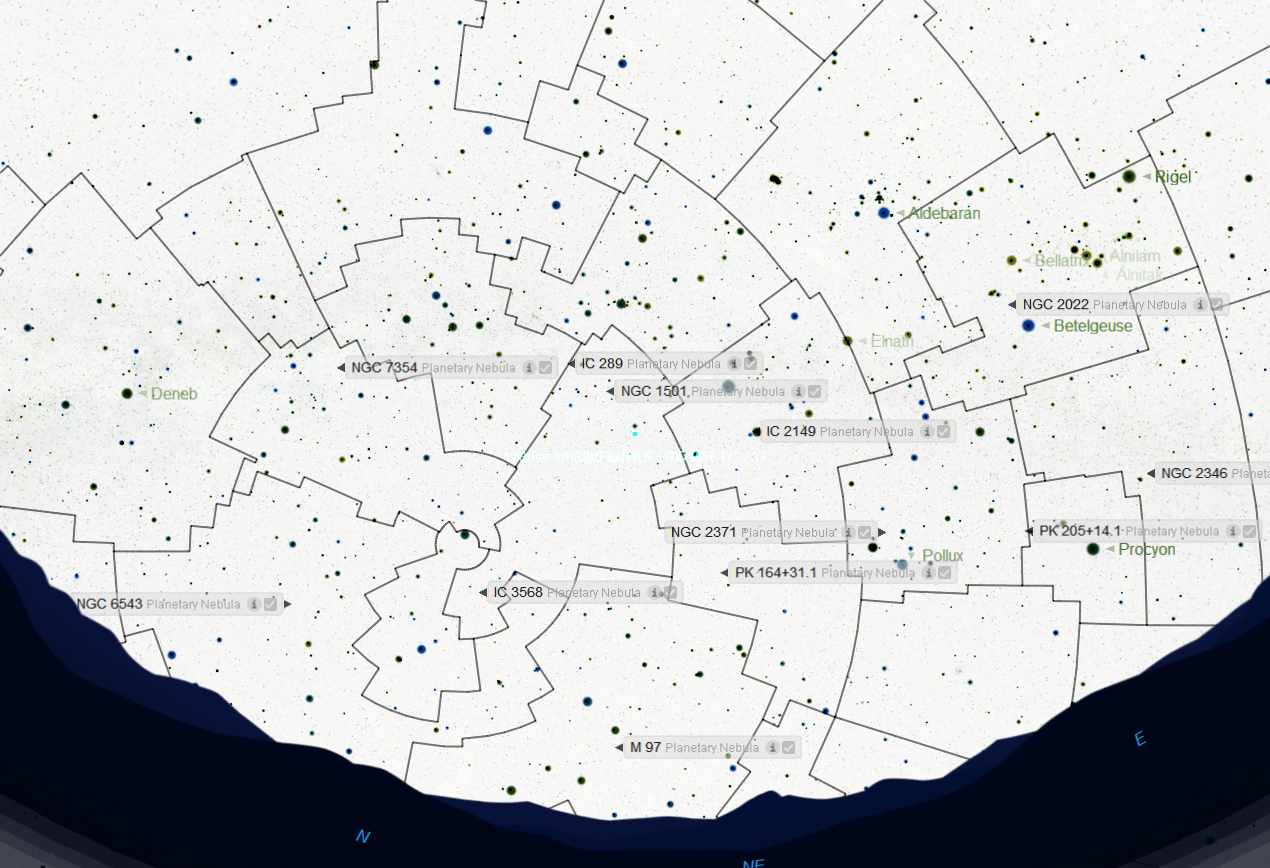 Rigel
Aldebaran
Bellatrix
Alnilam
Alnitak
NGC 2022 Planetary Nebula
Betelgeuse
Elnath
NGC 7354 Planetary Nebula
IC 289 Planetary Nebula
NGC 1501 Planetary Nebula
Deneb
IC 2149 Planetary Nebula
NGC 2346
NGC 2371 Planetary Nebula
PK 205+14.1 Planetary Nebula
Procyon
Pollux
PK 164+31.1 Planetary Nebula
IC 3568 Planetary Nebula
NGC 6543 Planetary Nebula
M 97 Planetary Nebula
E
N
NE